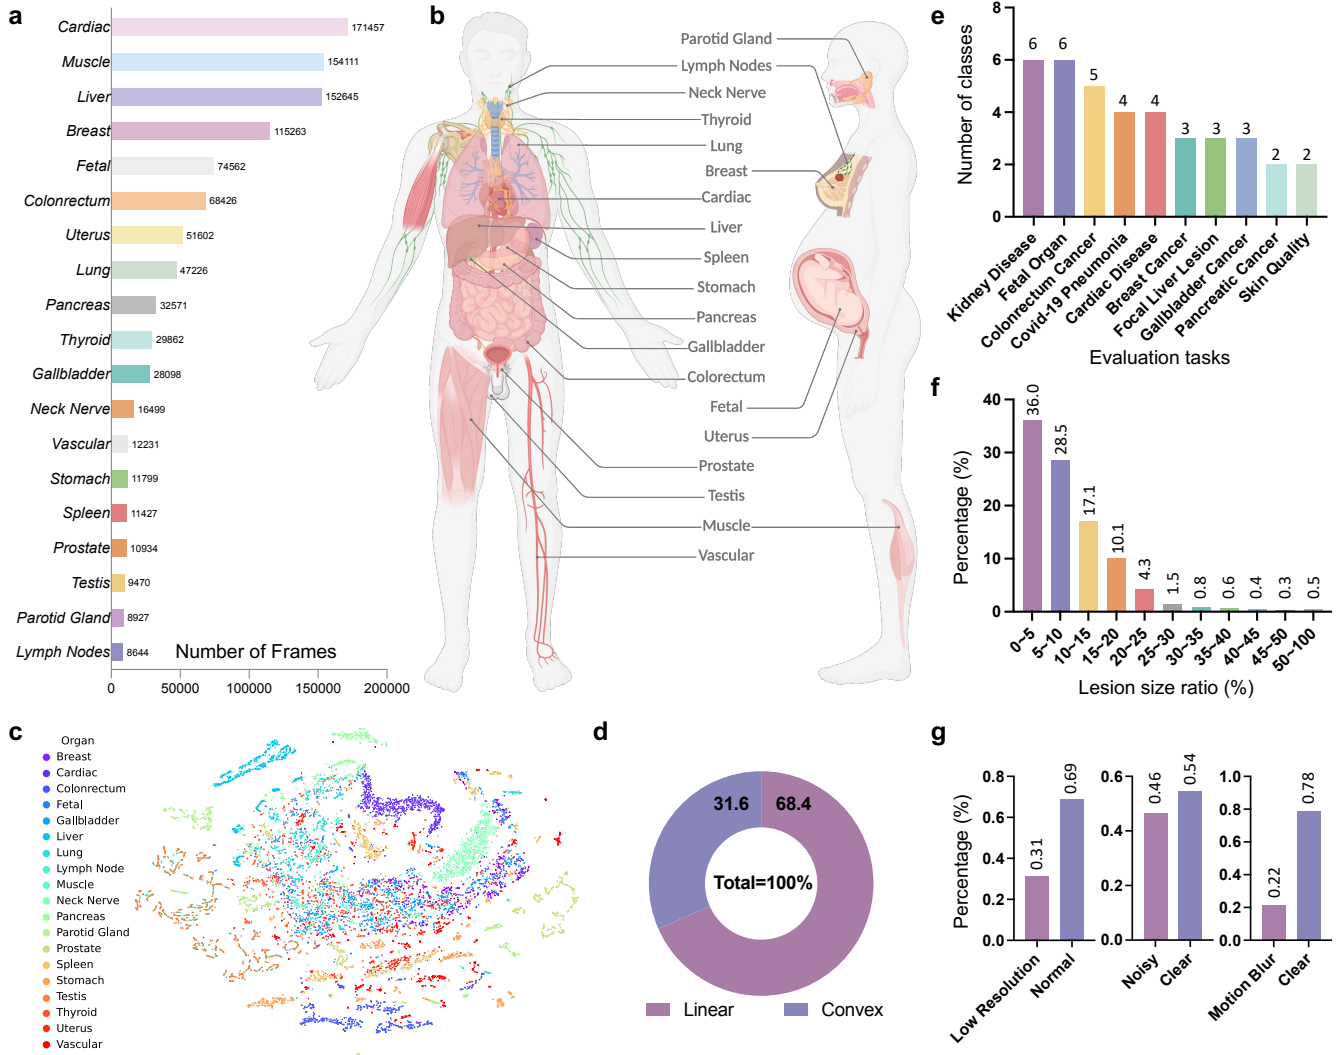 a
Cardiac 171457
Muscle 154111
Liver 152645
Breast 115263
Fetal 74562
Colonrectum 68426
Uterus 51602
Lung 47226
Pancreas 32571
Thyroid 29862
Gallbladder 28098
Neck Nerve 16499
Vascular 12231
Stomach 11799
Spleen 11427
Prostate 10934
Testis 9470
Parotid Gland 8927
Lymph Nodes 8644
Number of Frames
0 50000 100000 150000 200000
b
Parotid Gland
Lymph Nodes
Neck Nerve
Thyroid
Lung
Breast
Cardiac
Liver
Spleen
Stomach
Pancreas
Gallbladder
Colorectum
Fetal
Uterus
Prostate
Testis
Muscle
Vascular
c
Organ
Breast
Cardiac
Colonrectum
Fetal
Gallbladder
Liver
Lung
Lymph Node
Muscle
Neck Nerve
Pancreas
Parotid Gland
Prostate
Spleen
Stomach
Testis
Thyroid
Uterus
Vascular
d
31.6 68.4
Total=100%
Linear Convex
e
Number of classes
8
6
4
2
0
6 6 5 4 4 3 3 3 2 2
Kidney Disease
Fetal Organ
Colonrectum Cancer
Covid-19 Pneumonia
Cardiac Disease
Breast Cancer
Focal Liver Lesion
Gallbladder Cancer
Pancreatic Cancer
Skin Quality
Evaluation tasks
f
Percentage (%)
40
30
20
10
0
36.0 28.5 17.1 10.1 4.3 1.5 0.8 0.6 0.4 0.3 0.5
0~5 5~10 10~15 15~20 20~25 25~30 30~35 35~40 40~45 45~50 50~100
Lesion size ratio (%)
g
Percentage (%)
0.8
0.6
0.4
0.2
0.0
0.31 0.69
Low Resolution
Normal
0.6
0.4
0.2
0.0
0.46 0.54
Noisy
Clear
1.0
0.8
0.6
0.4
0.2
0.0
0.22 0.78
Motion Blur
Clear